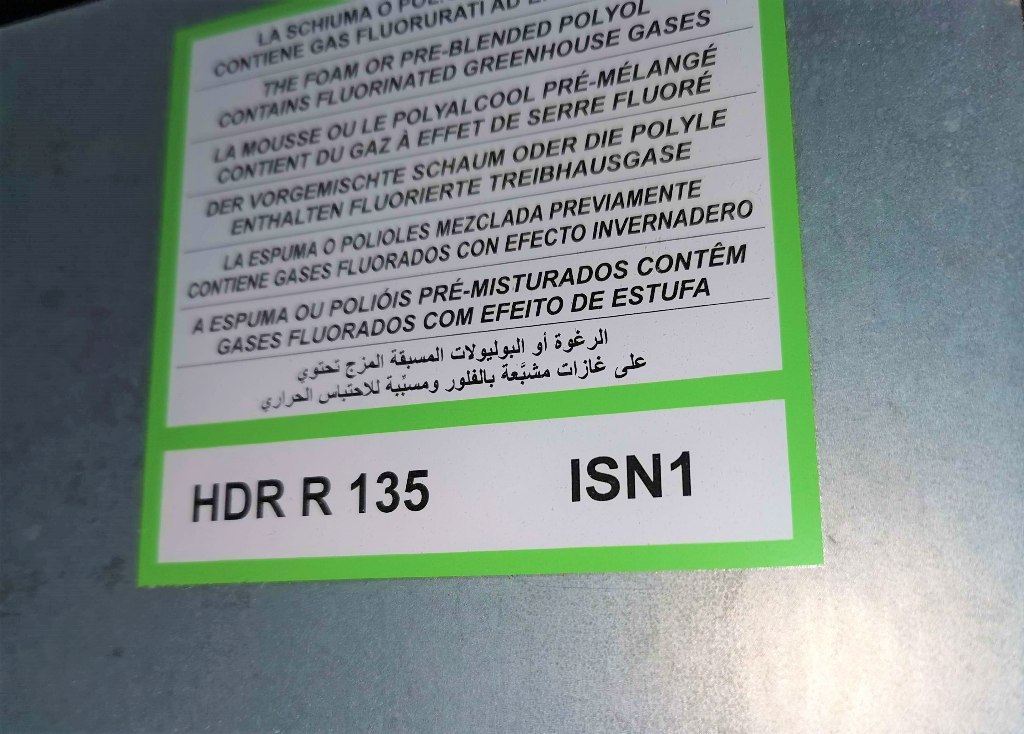 LA SCHIUMA O
CONTIENE GAS FLUORURATI AD
THE FOAM OR PRE-BLENDED POLYOL
CONTAINS FLUORINATED GREENHOUSE GASES
LA MOUSSE OU LE POLYALCOOL PRÉ-MÉLANGÉ
CONTIENT DU GAZ À EFFET DE SERRE FLUORÉ
DER VORGEMISCHTE SCHAUM ODER DIE POLYLE
ENTHALTEN FLUORIERTE TREIBHAUSGASE
LA ESPUMA O POLIOLES MEZCLADA PREVIAMENTE
CONTIENE GASES FLUORADOS CON EFECTO INVERNADERO
A ESPUMA OU POLIÓIS PRÉ-MISTURADOS CONTÊM
GASES FLUORADOS COM EFEITO DE ESTUFA
الرغوة أو البوليولات المسبقة المزج تحتوي
على غازات مشبَّعة بالفلور ومسبِّبة للاحتباس الحراري
HDR R 135 ISN1